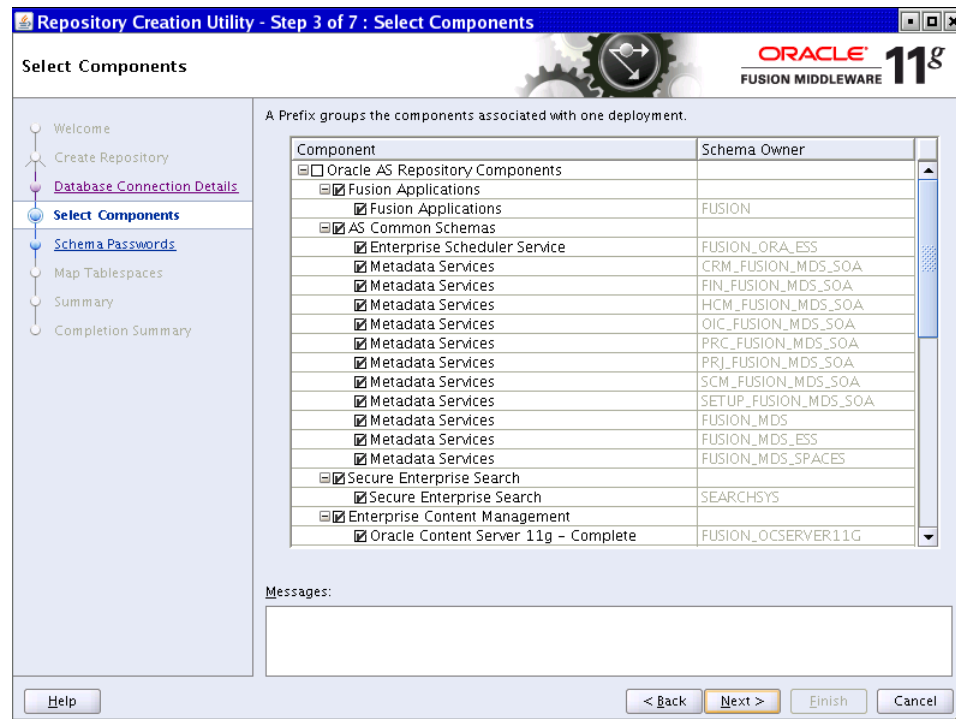 Repository Creation Utility - Step 3 of 7 : Select Components
Select Components
ORACLE
FUSION MIDDLEWARE 11g
Welcome
Create Repository
Database Connection Details
Select Components
Schema Passwords
Map Tablespaces
Summary
Completion Summary
A Prefix groups the components associated with one deployment.
Component Schema Owner
Oracle AS Repository Components
Fusion Applications
Fusion Applications FUSION
AS Common Schemas
Enterprise Scheduler Service FUSION_ORA_ESS
Metadata Services CRM_FUSION_MDS_SOA
Metadata Services FIN_FUSION_MDS_SOA
Metadata Services HCM_FUSION_MDS_SOA
Metadata Services OIC_FUSION_MDS_SOA
Metadata Services PRC_FUSION_MDS_SOA
Metadata Services PRJ_FUSION_MDS_SOA
Metadata Services SCM_FUSION_MDS_SOA
Metadata Services SETUP_FUSION_MDS_SOA
Metadata Services FUSION_MDS
Metadata Services FUSION_MDS_ESS
Metadata Services FUSION_MDS_SPACES
Secure Enterprise Search
Secure Enterprise Search SEARCHSYS
Enterprise Content Management
Oracle Content Server 11g - Complete FUSION_OCSERVER11G
Messages:
Help < Back Next > Finish Cancel